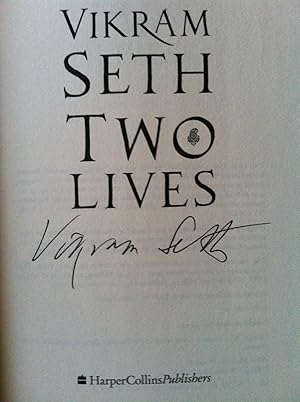 VIKRAM
SETH
TWO
LIVES
Vikram Seth
HarperCollinsPublishers